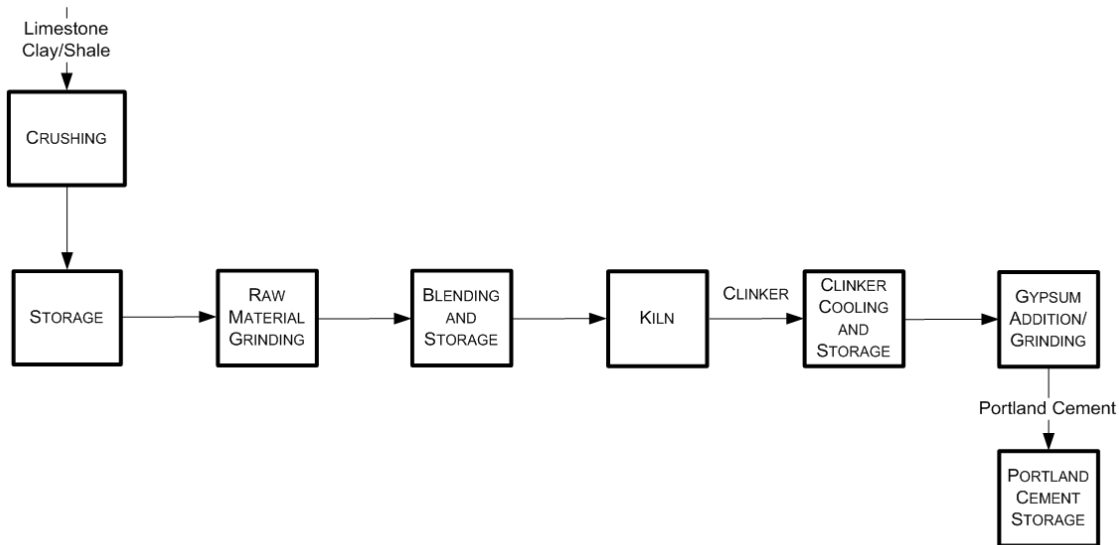 Limestone
Clay/Shale
CRUSHING
STORAGE
RAW
MATERIAL
GRINDING
BLENDING
AND
STORAGE
KILN
CLINKER
CLINKER
COOLING
AND
STORAGE
GYPSUM
ADDITION/
GRINDING
Portland Cement
PORTLAND
CEMENT
STORAGE